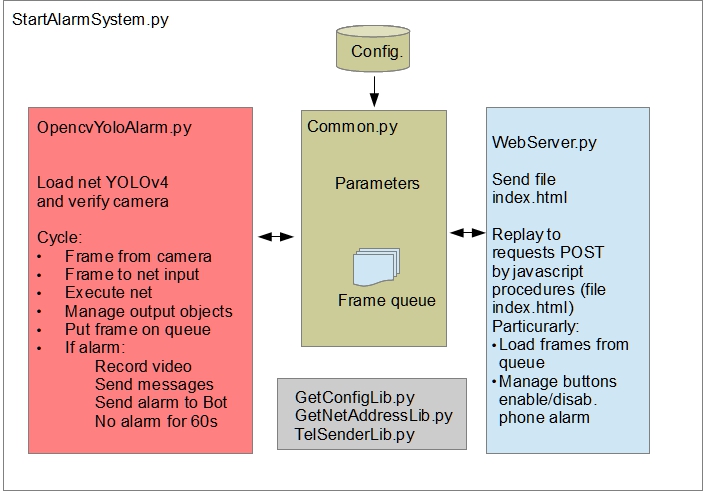 StartAlarmSystem.py
Config.
OpencvYoloAlarm.py
Load net YOLOv4
and verify camera
Cycle:
• Frame from camera
• Frame to net input
• Execute net
• Manage output objects
• Put frame on queue
• If alarm:
Record video
Send messages
Send alarm to Bot
No alarm for 60s
Common.py
Parameters
Frame queue
WebServer.py
Send file
index.html
Replay to
requests POST
by javascript
procedures (file
index.html)
Particurarly:
• Load frames from
queue
• Manage buttons
enable/disab.
phone alarm
GetConfigLib.py
GetNetAddressLib.py
TelSenderLib.py